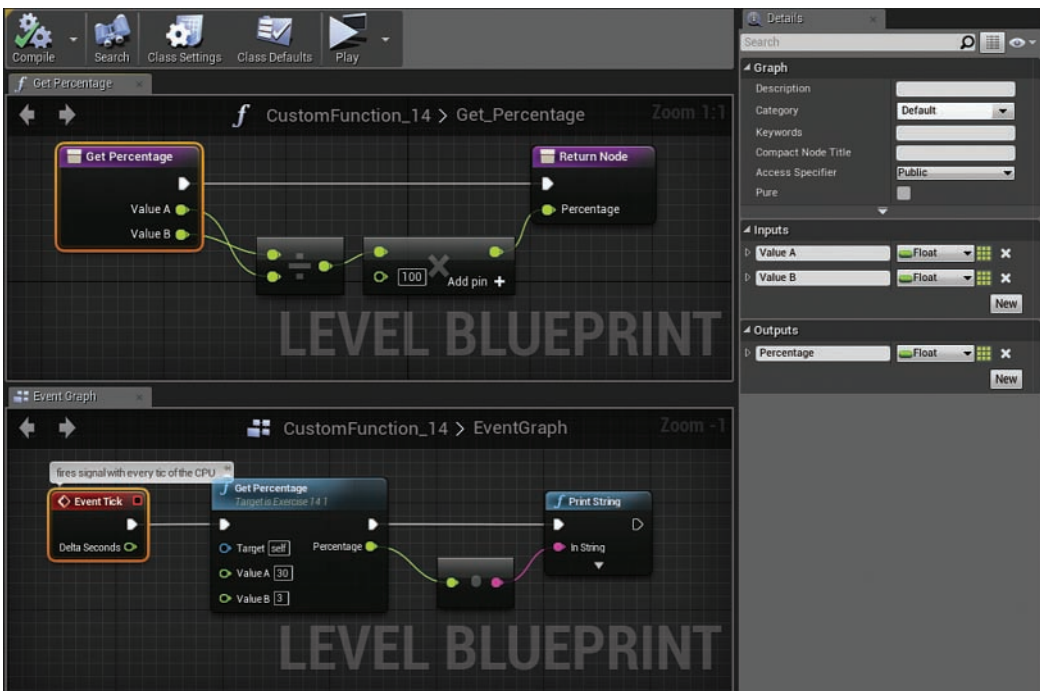 Compile
Search
Class Settings
Class Defaults
Play
f Get Percentage
f CustomFunction_14 > Get_Percentage
Zoom 1:1
Get Percentage
Value A
Value B
100
Add pin +
Return Node
Percentage
LEVEL BLUEPRINT
Event Graph
CustomFunction_14 > EventGraph
Zoom -1
fires signal with every tic of the CPU
Event Tick
Delta Seconds
f Get Percentage
Target is Exercise 14 1
Target self
Percentage
Value A 30
Value B 3
f Print String
In String
LEVEL BLUEPRINT
Details
Search
Graph
Description
Category Default
Keywords
Compact Node Title
Access Specifier Public
Pure
Inputs
Value A Float
Value B Float
New
Outputs
Percentage Float
New